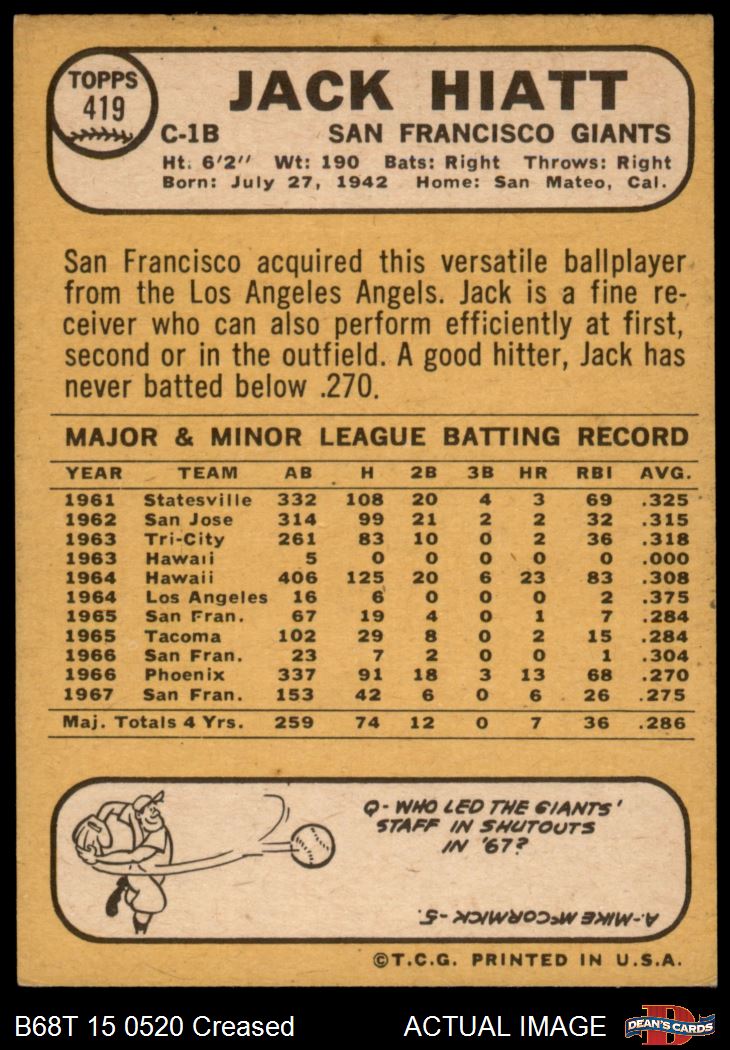 TOPPS
419
JACK HIATT
C-1B SAN FRANCISCO GIANTS
Ht: 6'2'' Wt: 190 Bats: Right Throws: Right
Born: July 27, 1942 Home: San Mateo, Cal.
San Francisco acquired this versatile ballplayer
from the Los Angeles Angels. Jack is a fine re-
ceiver who can also perform efficiently at first,
second or in the outfield. A good hitter, Jack has
never batted below .270.
MAJOR & MINOR LEAGUE BATTING RECORD
YEAR TEAM AB H 2B 3B HR RBI AVG.
1961 Statesville 332 108 20 4 3 69 .325
1962 San Jose 314 99 21 2 2 32 .315
1963 Tri-City 261 83 10 0 2 36 .318
1963 Hawaii 5 0 0 0 0 0 .000
1964 Hawaii 406 125 20 6 23 83 .308
1964 Los Angeles 16 6 0 0 0 2 .375
1965 San Fran. 67 19 4 0 1 7 .284
1965 Tacoma 102 29 8 0 2 15 .284
1966 San Fran. 23 7 2 0 0 1 .304
1966 Phoenix 337 91 18 3 13 68 .270
1967 San Fran. 153 42 6 0 6 26 .275
Maj. Totals 4 Yrs. 259 74 12 0 7 36 .286
Q- WHO LED THE GIANTS'
STAFF IN SHUTOUTS
IN '67?
A-MIKE McCORMICK-5.
©T.C.G. PRINTED IN U.S.A.
B68T 15 0520 Creased ACTUAL IMAGE
D
DEAN'S CARDS